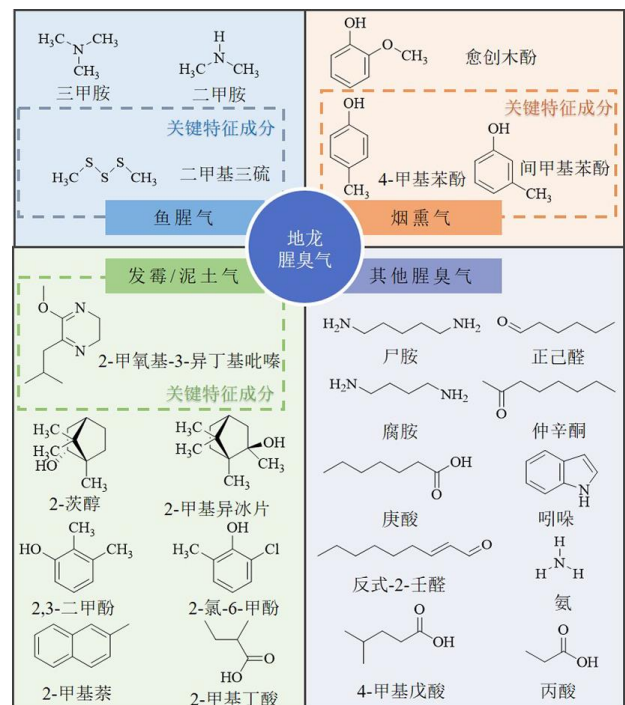 H₃C N CH₃
CH₃
三甲胺
H
N
H₃C CH₃
二甲胺
关键特征成分
H₃C S S S CH₃
二甲基三硫
鱼腥气
OH
O CH₃
愈创木酚
关键特征成分
OH
CH₃
4-甲基苯酚
OH
CH₃
间甲基苯酚
烟熏气
地龙
腥臭气
发霉/泥土气
O N
N
2-甲氧基-3-异丁基吡嗪
关键特征成分
H₃C
H₃C
HO
CH₃
2-茨醇
H₃C
H₃C OH
CH₃
CH₃
2-甲基异冰片
CH₃
HO CH₃
2,3-二甲酚
OH
H₃C Cl
2-氯-6-甲酚
2-甲基萘
HO O
2-甲基丁酸
其他腥臭气
H₂N NH₂
尸胺
O
正己醛
H₂N NH₂
腐胺
O
仲辛酮
OH
O
庚酸
N
H
吲哚
O
反式-2-壬醛
H
N
H H
氨
O
OH
4-甲基戊酸
O
OH
丙酸